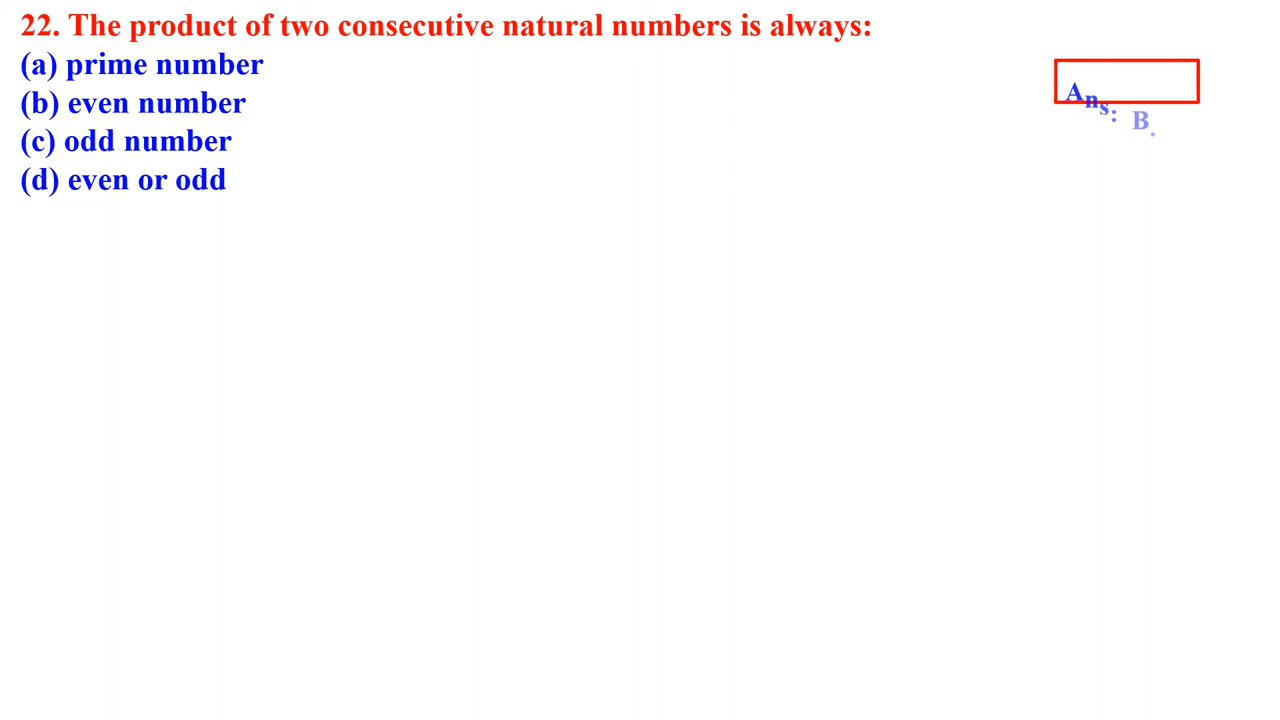 22. The product of two consecutive natural numbers is always:
(a) prime number
(b) even number
(c) odd number
(d) even or odd
Ans: B.